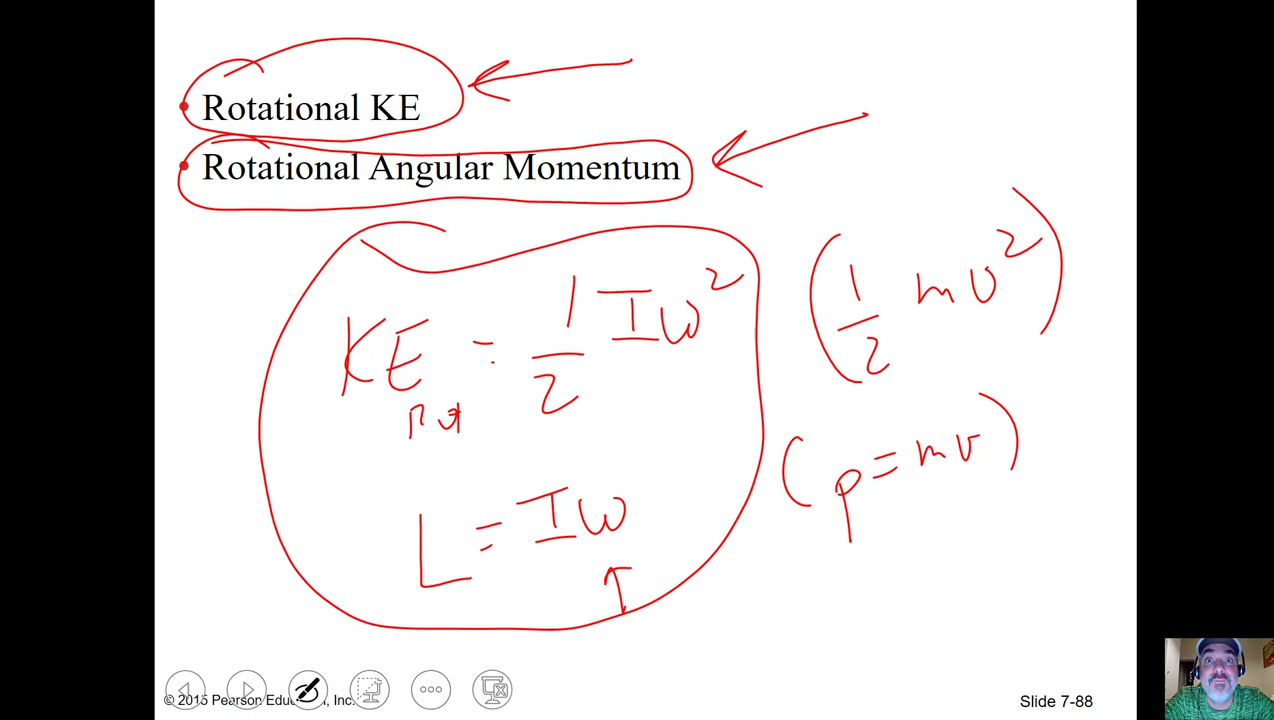 • Rotational KE
• Rotational Angular Momentum
KE Rot = 1/2 Iω²
(1/2 mv²)
(p = mv)
L = Iω
↑
© 2015 Pearson Education, Inc.
Slide 7-88